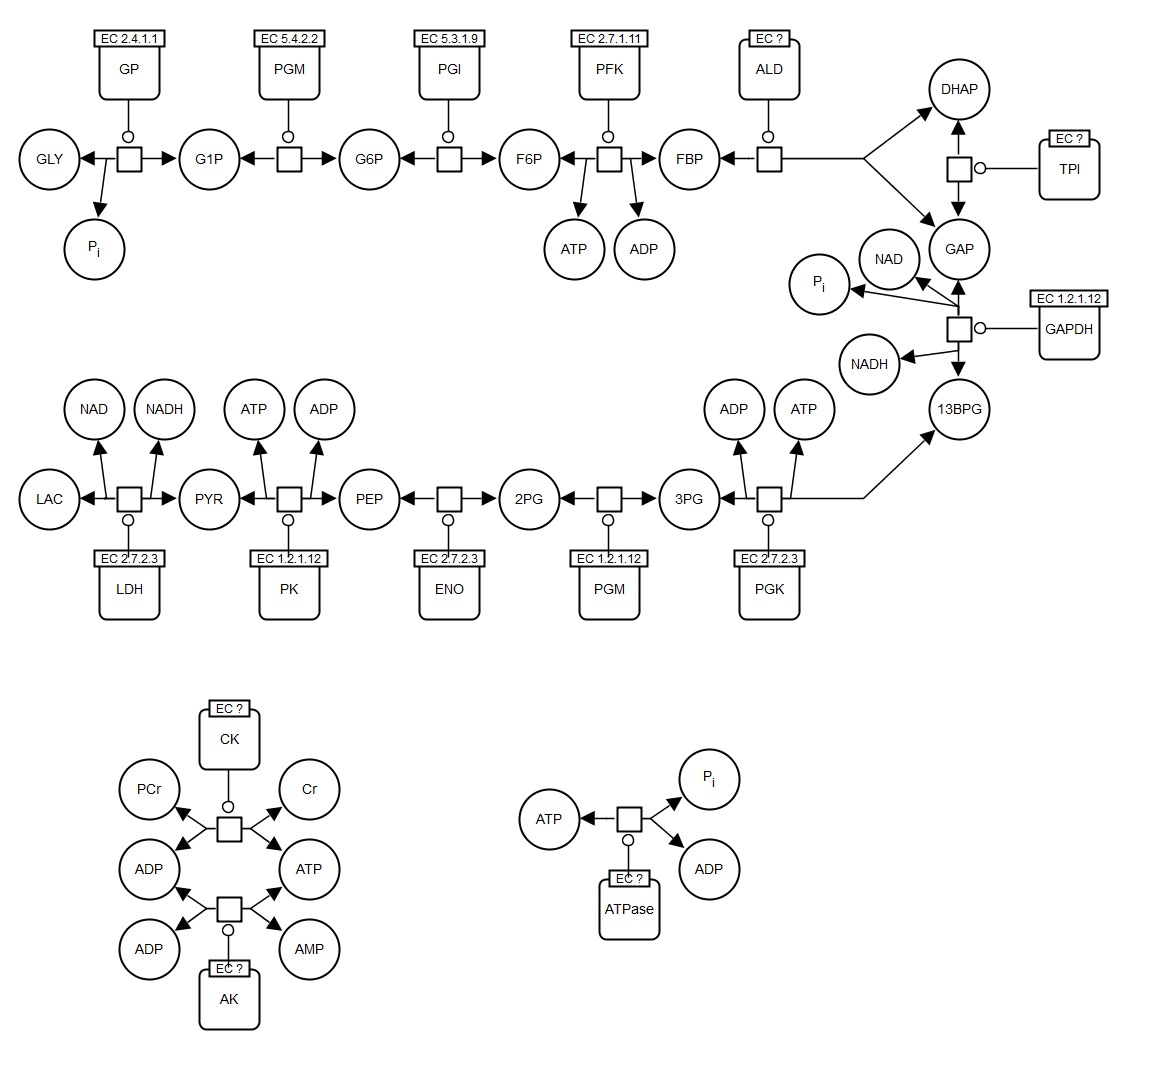 EC 2.4.1.1
GP
EC 5.4.2.2
PGM
EC 5.3.1.9
PGI
EC 2.7.1.11
PFK
EC ?
ALD
DHAP
EC ?
TPI
GLY
G1P
G6P
F6P
FBP
Pi
ATP
ADP
GAP
NAD
Pi
EC 1.2.1.12
GAPDH
NADH
NAD
NADH
ATP
ADP
ADP
ATP
13BPG
LAC
PYR
PEP
2PG
3PG
EC 2.7.2.3
LDH
EC 1.2.1.12
PK
EC 2.7.2.3
ENO
EC 1.2.1.12
PGM
EC 2.7.2.3
PGK
EC ?
CK
PCr
Cr
ADP
ATP
ADP
AMP
EC ?
AK
ATP
Pi
ADP
EC ?
ATPase